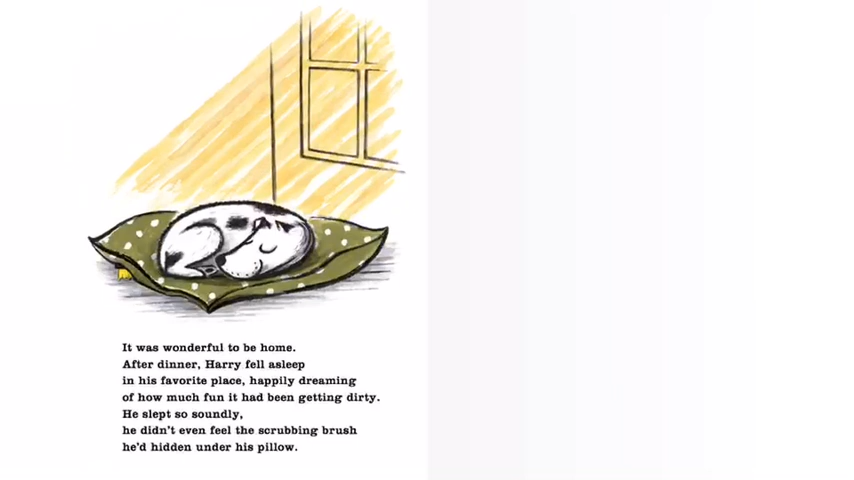 It was wonderful to be home.
After dinner, Harry fell asleep
in his favorite place, happily dreaming
of how much fun it had been getting dirty.
He slept so soundly,
he didn't even feel the scrubbing brush
he'd hidden under his pillow.